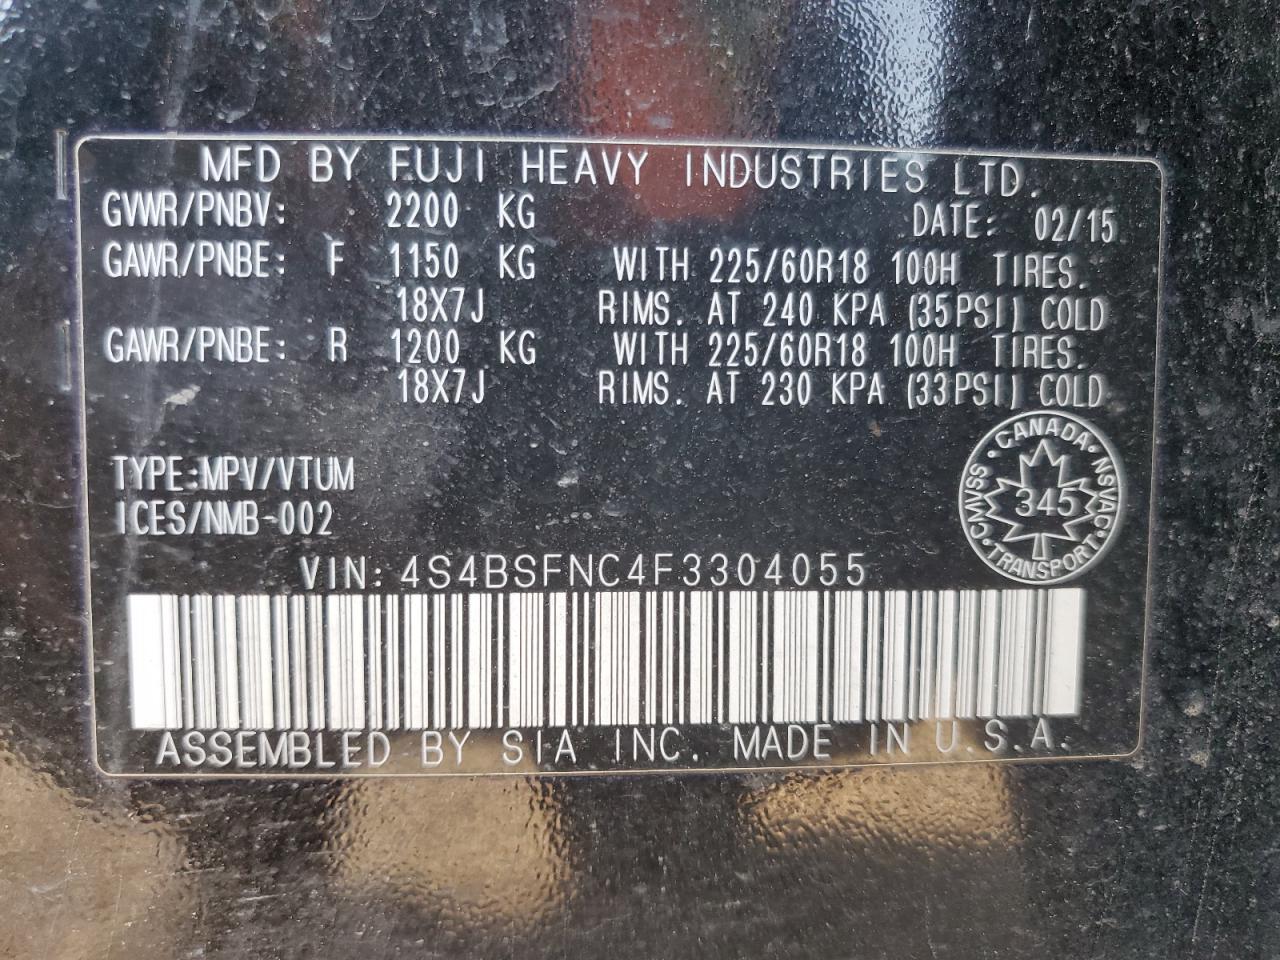 MFD BY FUJI HEAVY INDUSTRIES LTD.
GVWR/PNBV: 2200 KG DATE: 02/15
GAWR/PNBE: F 1150 KG WITH 225/60R18 100H TIRES.
18X7J RIMS. AT 240 KPA (35PSI) COLD
GAWR/PNBE: R 1200 KG WITH 225/60R18 100H TIRES.
18X7J RIMS. AT 230 KPA (33PSI) COLD
TYPE:MPV/VTUM
ICES/NMB-002
CANADA · NSVAC · TRANSPORT · CMVSS ·
345
VIN: 4S4BSFNC4F3304055
ASSEMBLED BY SIA INC. MADE IN U.S.A.